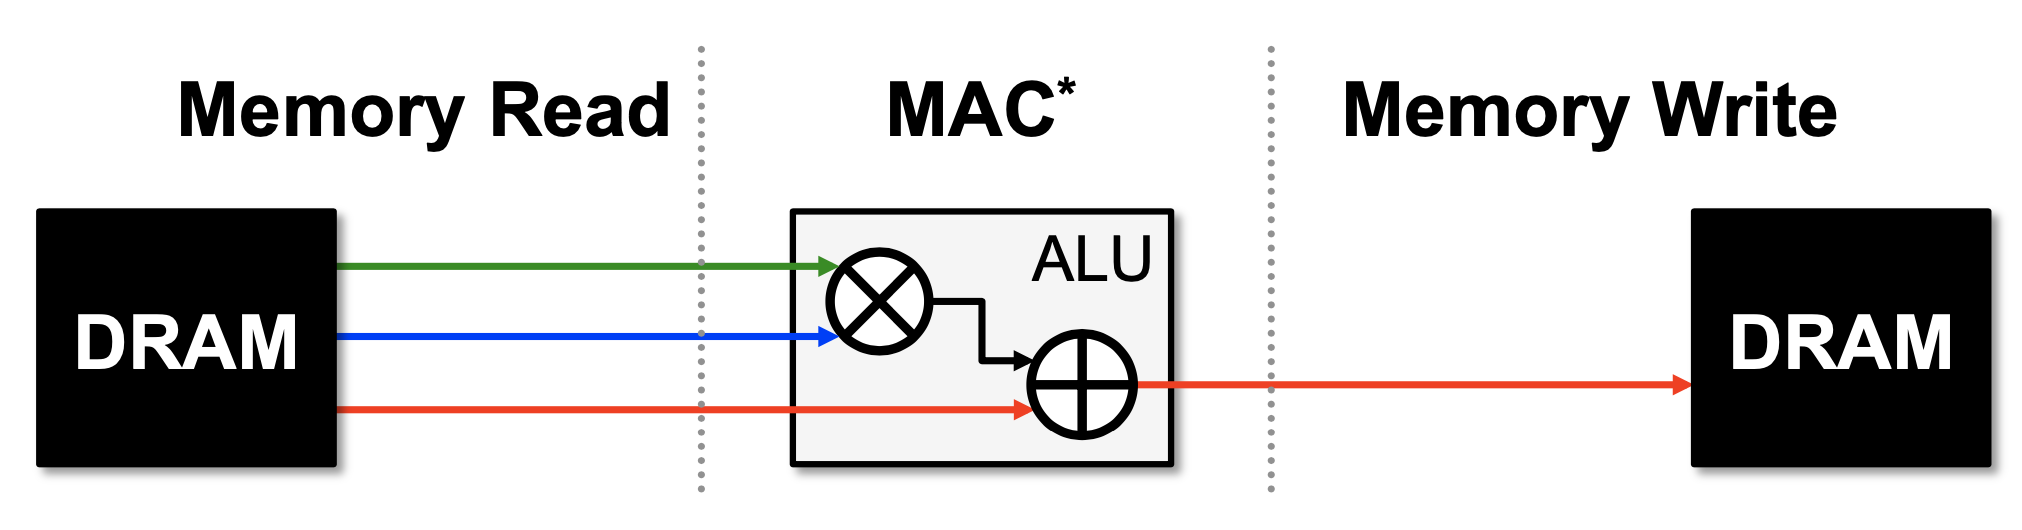 Memory Read
MAC*
Memory Write
DRAM
ALU
DRAM